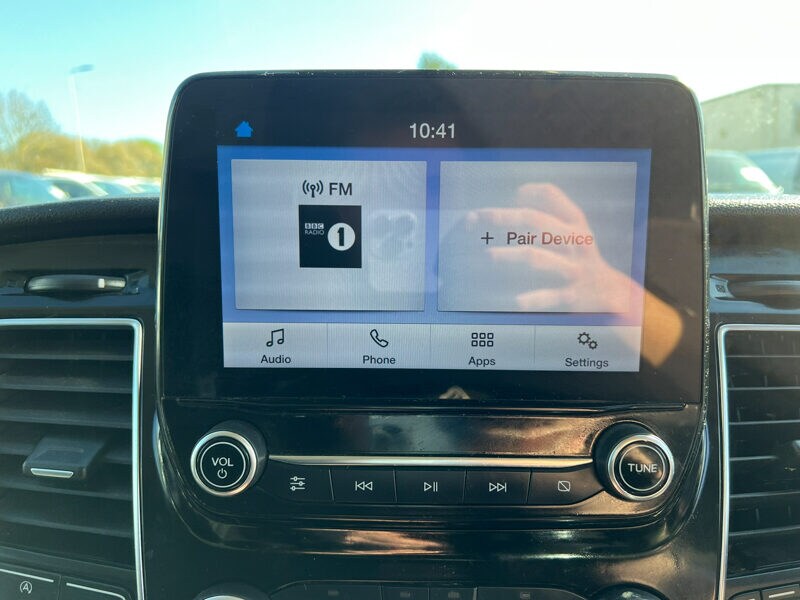 10:41
FM
BBC
RADIO 1
+ Pair Device
Audio Phone Apps Settings
VOL
TUNE
A